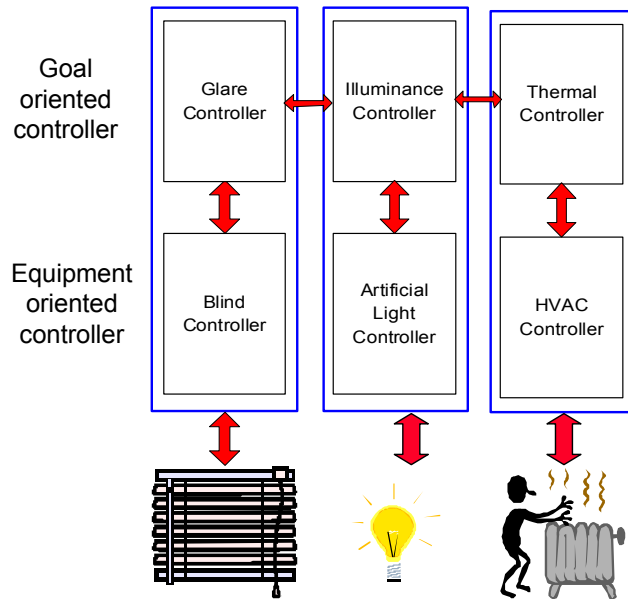 Goal
oriented
controller
Glare
Controller
Illuminance
Controller
Thermal
Controller
Equipment
oriented
controller
Blind
Controller
Artificial
Light
Controller
HVAC
Controller